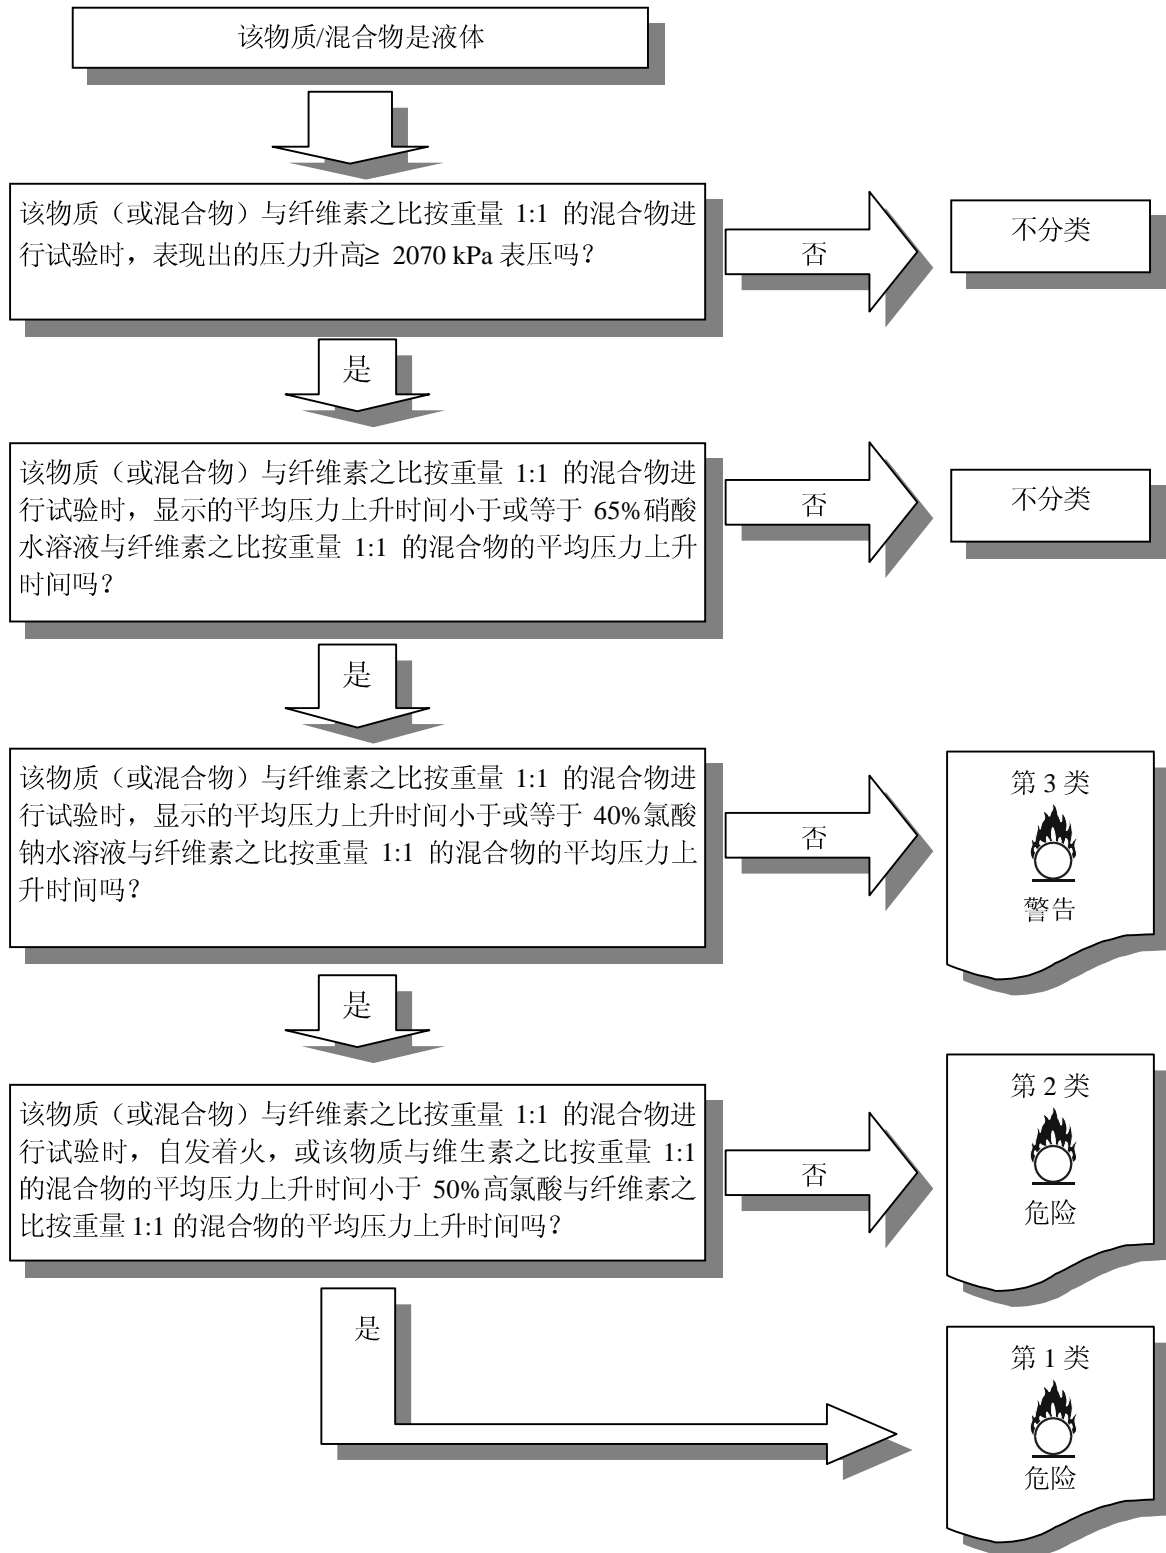 该物质/混合物是液体
该物质（或混合物）与纤维素之比按重量 1:1 的混合物进
行试验时，表现出的压力升高≥ 2070 kPa 表压吗？
否
不分类
是
该物质（或混合物）与纤维素之比按重量 1:1 的混合物进
行试验时，显示的平均压力上升时间小于或等于 65%硝酸
水溶液与纤维素之比按重量 1:1 的混合物的平均压力上升
时间吗？
否
不分类
是
该物质（或混合物）与纤维素之比按重量 1:1 的混合物进
行试验时，显示的平均压力上升时间小于或等于 40%氯酸
钠水溶液与纤维素之比按重量 1:1 的混合物的平均压力上
升时间吗？
否
第 3 类
警告
是
该物质（或混合物）与纤维素之比按重量 1:1 的混合物进
行试验时，自发着火，或该物质与维生素之比按重量 1:1
的混合物的平均压力上升时间小于 50%高氯酸与纤维素之
比按重量 1:1 的混合物的平均压力上升时间吗？
否
第 2 类
危险
是
第 1 类
危险